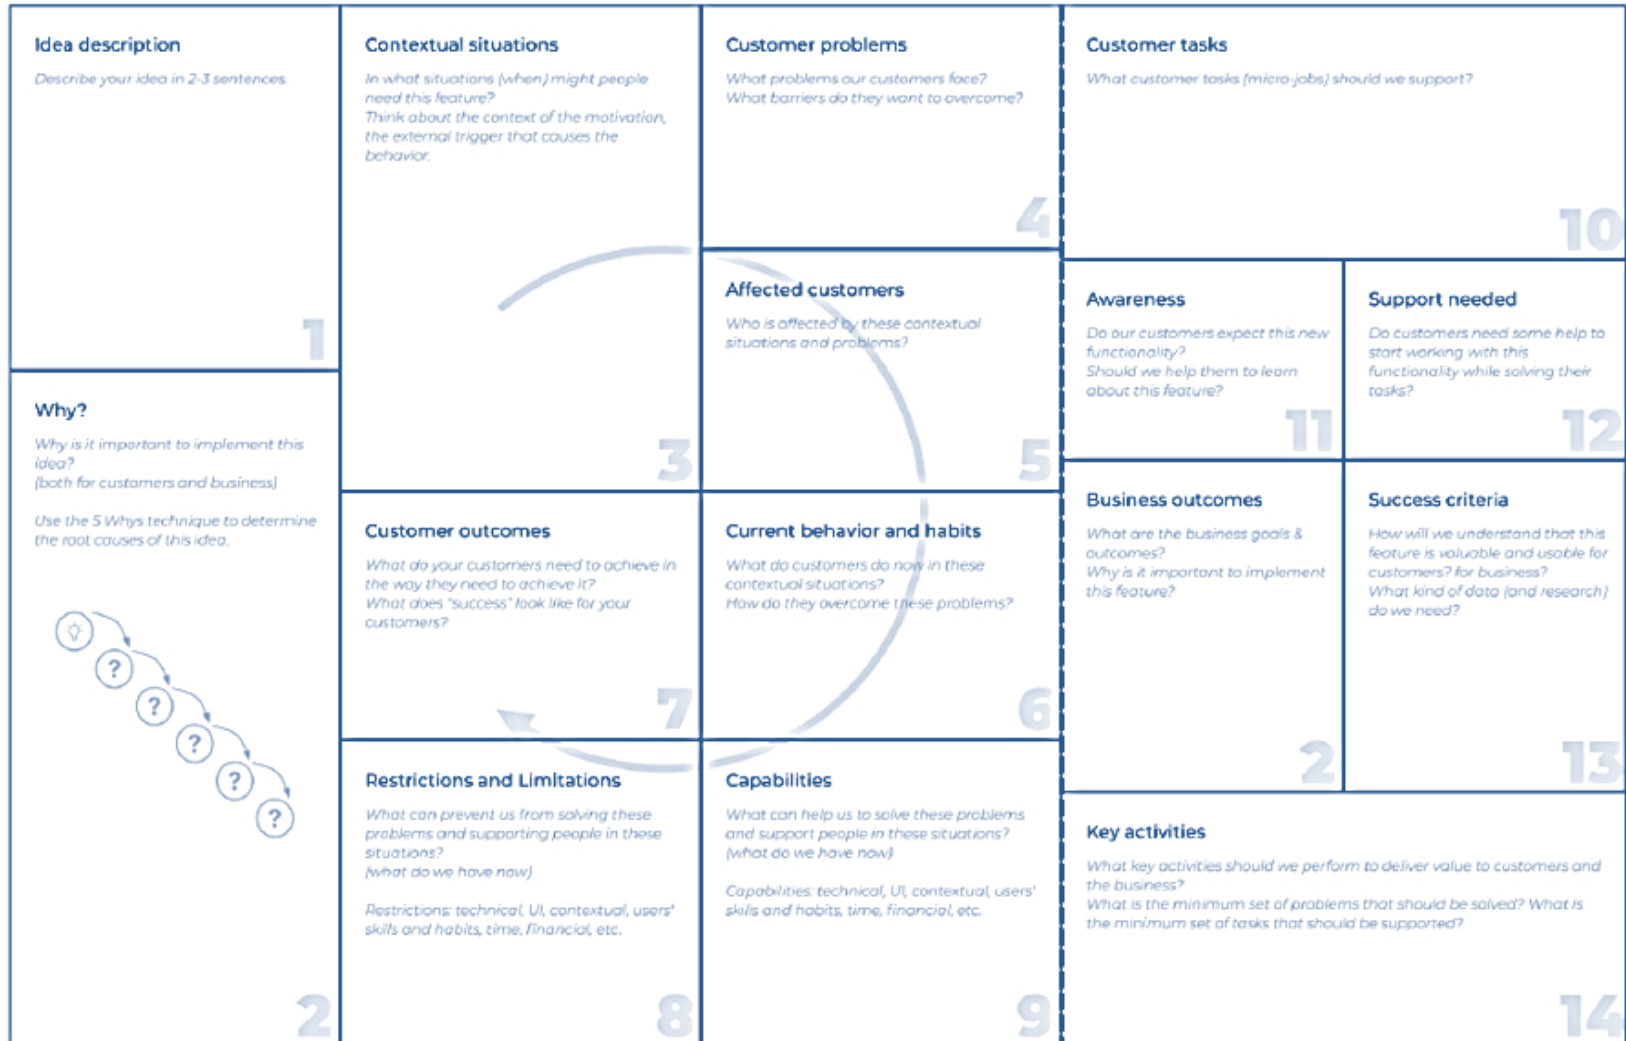 Idea description
Describe your idea in 2-3 sentences.
1
Why?
Why is it important to implement this
idea?
(both for customers and business)
Use the 5 Whys technique to determine
the root causes of this idea.
?
?
?
?
?
2
Contextual situations
In what situations (when) might people
need this feature?
Think about the context of the motivation,
the external trigger that causes the
behavior.
3
Customer problems
What problems our customers face?
What barriers do they want to overcome?
4
Affected customers
Who is affected by these contextual
situations and problems?
5
Current behavior and habits
What do customers do now in these
contextual situations?
How do they overcome these problems?
6
Customer outcomes
What do your customers need to achieve in
the way they need to achieve it?
What does "success" look like for your
customers?
7
Restrictions and Limitations
What can prevent us from solving these
problems and supporting people in these
situations?
(what do we have now)
Restrictions: technical, UI, contextual, users'
skills and habits, time, financial, etc.
8
Capabilities
What can help us to solve these problems
and support people in these situations?
(what do we have now)
Capabilities: technical, UI, contextual, users'
skills and habits, time, financial, etc.
9
Customer tasks
What customer tasks (micro-jobs) should we support?
10
Awareness
Do our customers expect this new
functionality?
Should we help them to learn
about this feature?
11
Support needed
Do customers need some help to
start working with this
functionality while solving their
tasks?
12
Business outcomes
What are the business goals &
outcomes?
Why is it important to implement
this feature?
2
Success criteria
How will we understand that this
feature is valuable and usable for
customers? for business?
What kind of data (and research)
do we need?
13
Key activities
What key activities should we perform to deliver value to customers and
the business?
What is the minimum set of problems that should be solved? What is
the minimum set of tasks that should be supported?
14